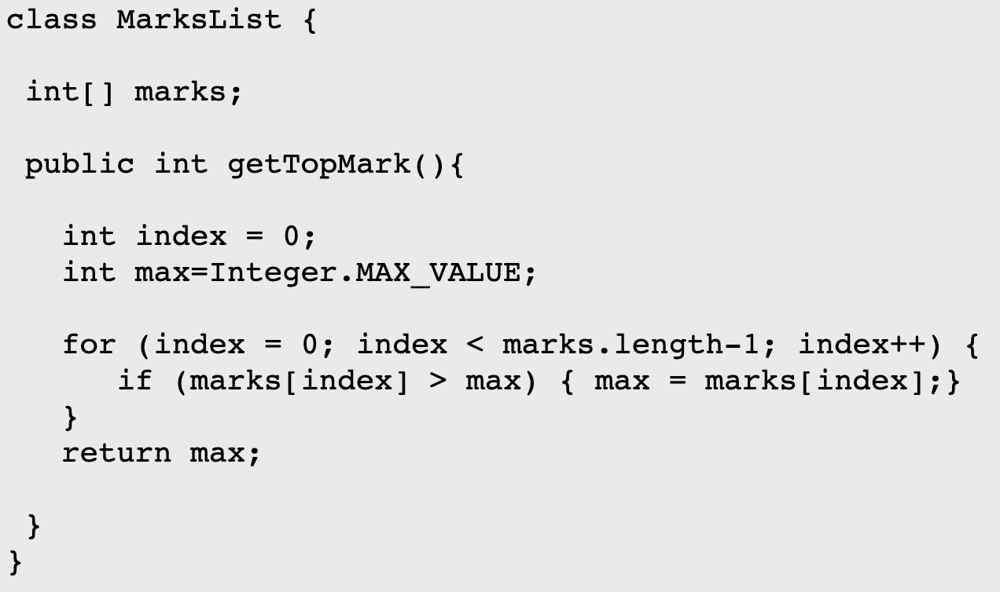 class MarksList {
int[] marks;
public int getTopMark(){
int index = 0;
int max=Integer.MAX_VALUE;
for (index = 0; index < marks.length-1; index++) {
if (marks[index] > max) { max = marks[index];}
}
return max;
}
}